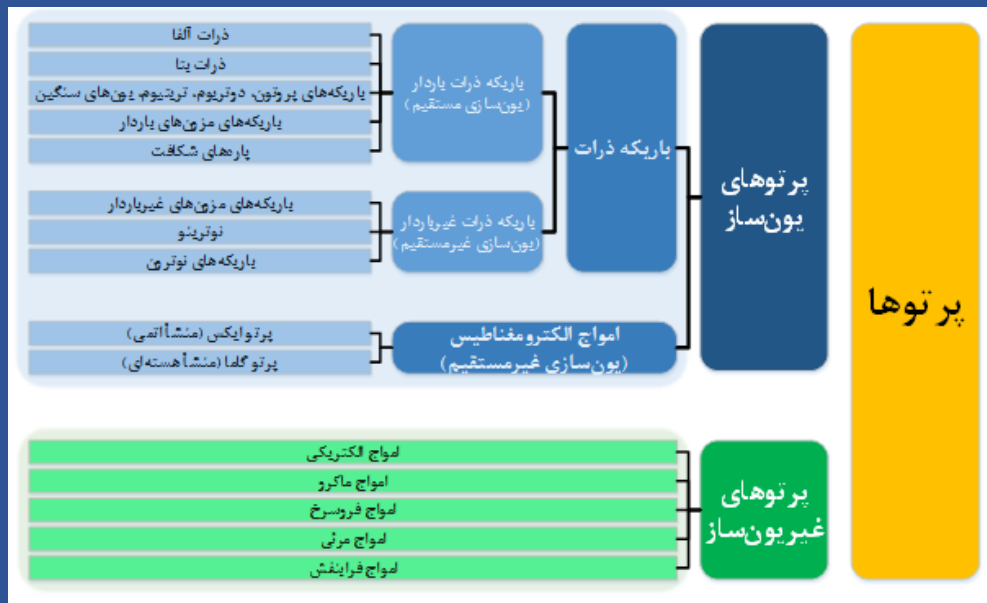 پرتوها
پرتوهای
یون‌ساز
باریکه ذرات
باریکه ذرات باردار
(یون‌سازی مستقیم)
ذرات آلفا
ذرات بتا
باریکه‌های پروتون، دوتریوم، تریتیوم، یون‌های سنگین
باریکه‌های مزون‌های باردار
پاره‌های شکافت
باریکه ذرات غیرباردار
(یون‌سازی غیرمستقیم)
باریکه‌های مزون‌های غیرباردار
نوترینو
باریکه‌های نوترون
امواج الکترومغناطیس
(یون‌سازی غیرمستقیم)
پرتو ایکس (منشأ اتمی)
پرتو گاما (منشأ هسته‌ای)
پرتوهای
غیریون‌ساز
امواج الکتریکی
امواج ماکرو
امواج فروسرخ
امواج مرئی
امواج فرابنفش